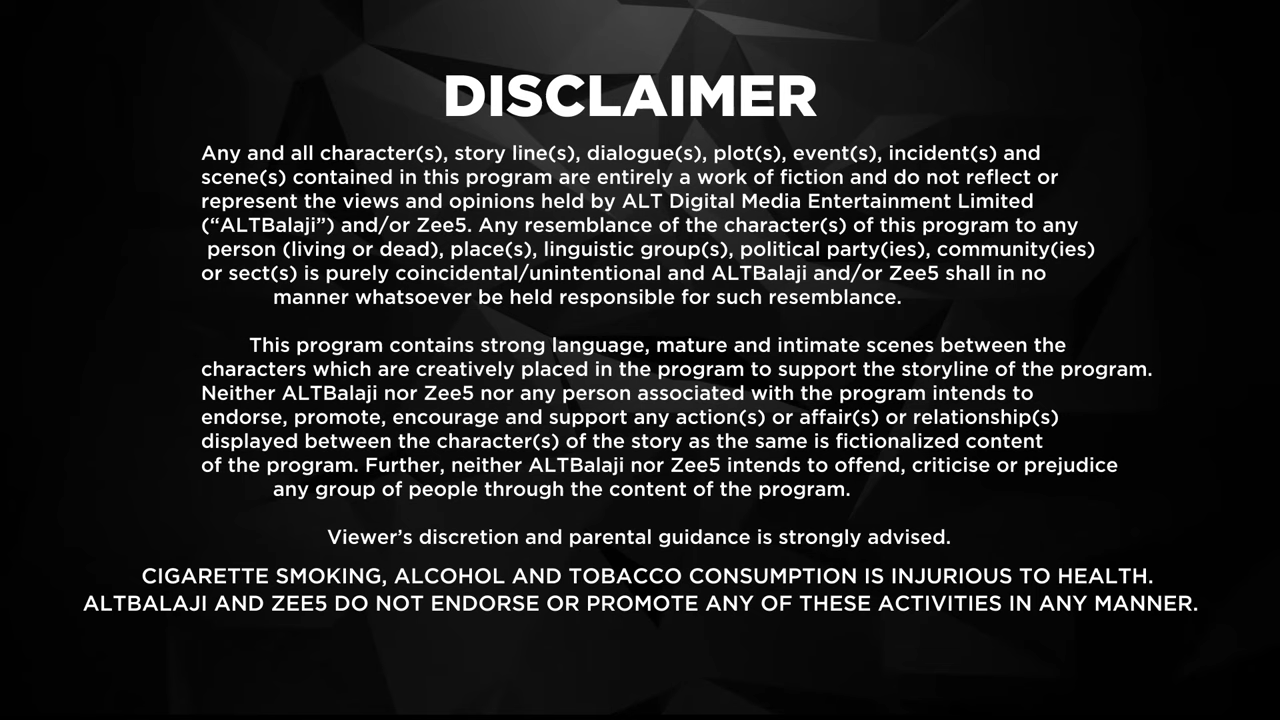 DISCLAIMER
Any and all character(s), story line(s), dialogue(s), plot(s), event(s), incident(s) and
scene(s) contained in this program are entirely a work of fiction and do not reflect or
represent the views and opinions held by ALT Digital Media Entertainment Limited
(“ALTBalaji”) and/or Zee5. Any resemblance of the character(s) of this program to any
person (living or dead), place(s), linguistic group(s), political party(ies), community(ies)
or sect(s) is purely coincidental/unintentional and ALTBalaji and/or Zee5 shall in no
manner whatsoever be held responsible for such resemblance.
This program contains strong language, mature and intimate scenes between the
characters which are creatively placed in the program to support the storyline of the program.
Neither ALTBalaji nor Zee5 nor any person associated with the program intends to
endorse, promote, encourage and support any action(s) or affair(s) or relationship(s)
displayed between the character(s) of the story as the same is fictionalized content
of the program. Further, neither ALTBalaji nor Zee5 intends to offend, criticise or prejudice
any group of people through the content of the program.
Viewer’s discretion and parental guidance is strongly advised.
CIGARETTE SMOKING, ALCOHOL AND TOBACCO CONSUMPTION IS INJURIOUS TO HEALTH.
ALTBALAJI AND ZEE5 DO NOT ENDORSE OR PROMOTE ANY OF THESE ACTIVITIES IN ANY MANNER.